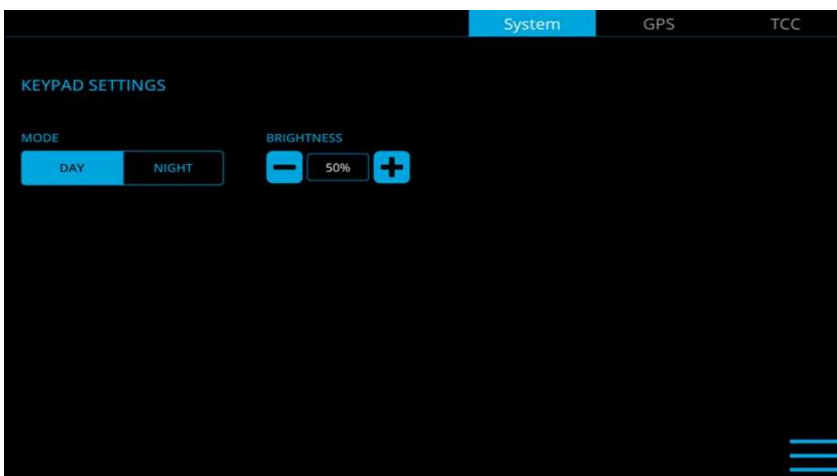 System GPS TCC
KEYPAD SETTINGS
MODE BRIGHTNESS
DAY NIGHT 50%